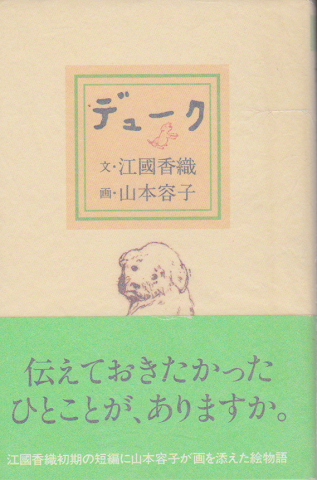 デューク
文・江國香織
画・山本容子
伝えておきたかった
ひとことが、ありますか。
江國香織初期の短編に山本容子が画を添えた絵物語